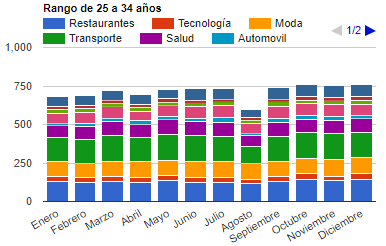 Rango de 25 a 34 años
Restaurantes Tecnología Moda
Transporte Salud Automovil
1/2
1,000
750
500
250
0
Enero Febrero Marzo Abril Mayo Junio Julio Agosto Septiembre Octubre Noviembre Diciembre